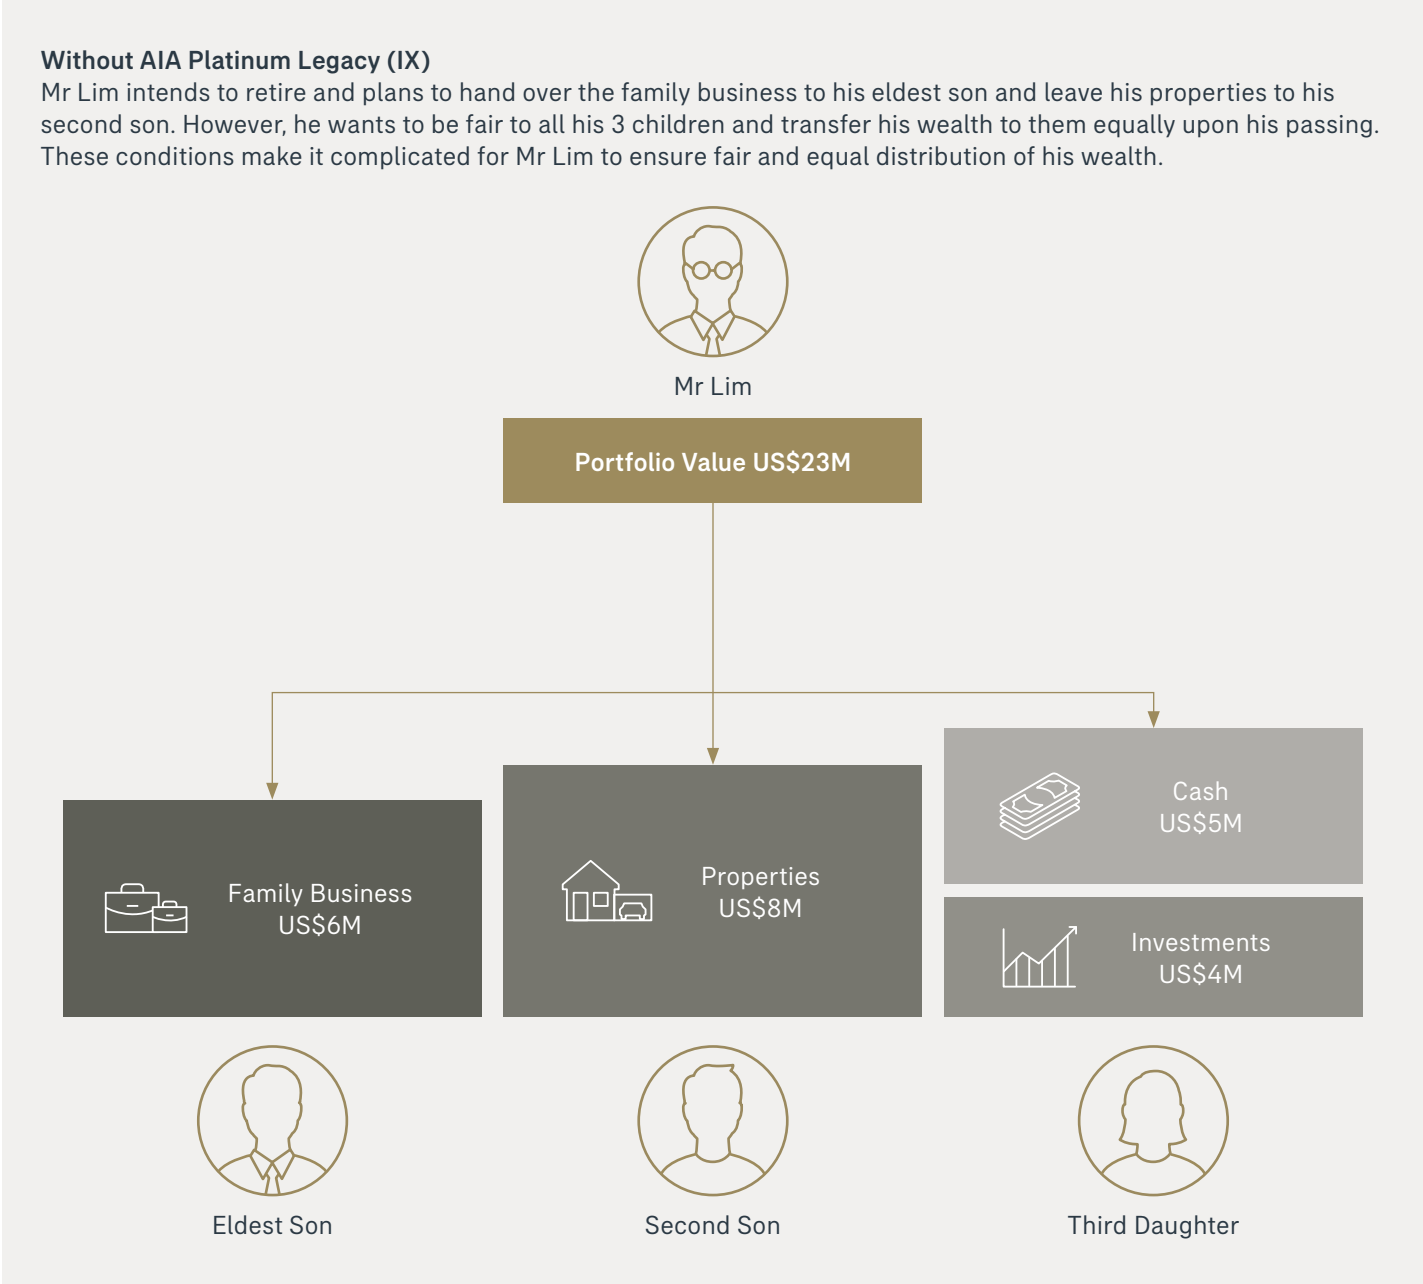 Without AIA Platinum Legacy (IX)
Mr Lim intends to retire and plans to hand over the family business to his eldest son and leave his properties to his
second son. However, he wants to be fair to all his 3 children and transfer his wealth to them equally upon his passing.
These conditions make it complicated for Mr Lim to ensure fair and equal distribution of his wealth.
Mr Lim
Portfolio Value US$23M
Family Business
US$6M
Properties
US$8M
Cash
US$5M
Investments
US$4M
Eldest Son
Second Son
Third Daughter